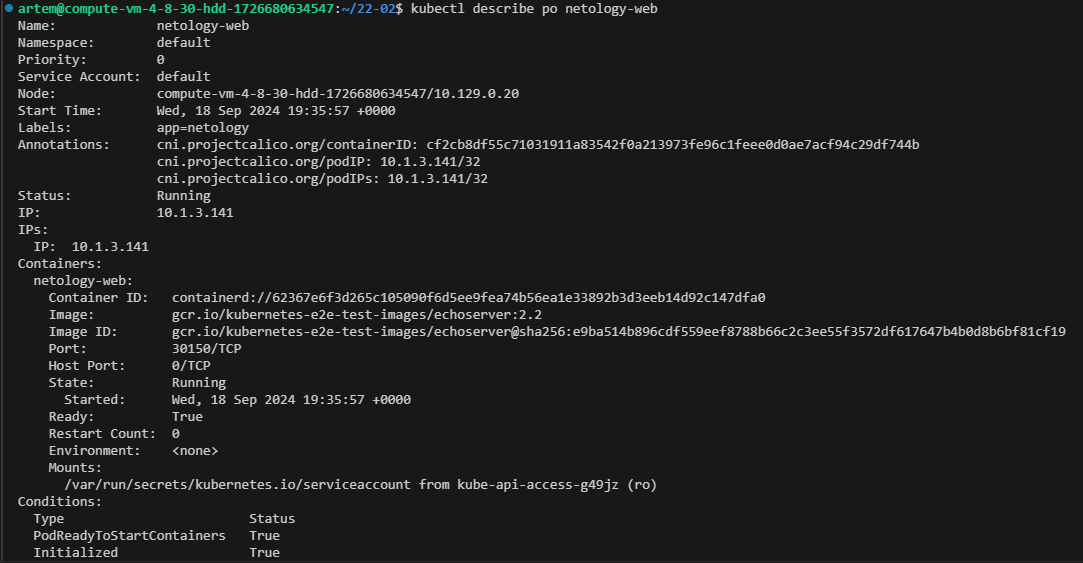 artem@compute-vm-4-8-30-hdd-1726680634547:~/22-02$ kubectl describe po netology-web
Name:             netology-web
Namespace:        default
Priority:         0
Service Account:  default
Node:             compute-vm-4-8-30-hdd-1726680634547/10.129.0.20
Start Time:       Wed, 18 Sep 2024 19:35:57 +0000
Labels:           app=netology
Annotations:      cni.projectcalico.org/containerID: cf2cb8df55c71031911a83542f0a213973fe96c1feee0d0ae7acf94c29df744b
                  cni.projectcalico.org/podIP: 10.1.3.141/32
                  cni.projectcalico.org/podIPs: 10.1.3.141/32
Status:           Running
IP:               10.1.3.141
IPs:
  IP:  10.1.3.141
Containers:
  netology-web:
    Container ID:   containerd://62367e6f3d265c105090f6d5ee9fea74b56ea1e33892b3d3eeb14d92c147dfa0
    Image:          gcr.io/kubernetes-e2e-test-images/echoserver:2.2
    Image ID:       gcr.io/kubernetes-e2e-test-images/echoserver@sha256:e9ba514b896cdf559eef8788b66c2c3ee55f3572df617647b4b0d8b6bf81cf19
    Port:           30150/TCP
    Host Port:      0/TCP
    State:          Running
      Started:      Wed, 18 Sep 2024 19:35:57 +0000
    Ready:          True
    Restart Count:  0
    Environment:    <none>
    Mounts:
      /var/run/secrets/kubernetes.io/serviceaccount from kube-api-access-g49jz (ro)
Conditions:
  Type                        Status
  PodReadyToStartContainers   True
  Initialized                 True